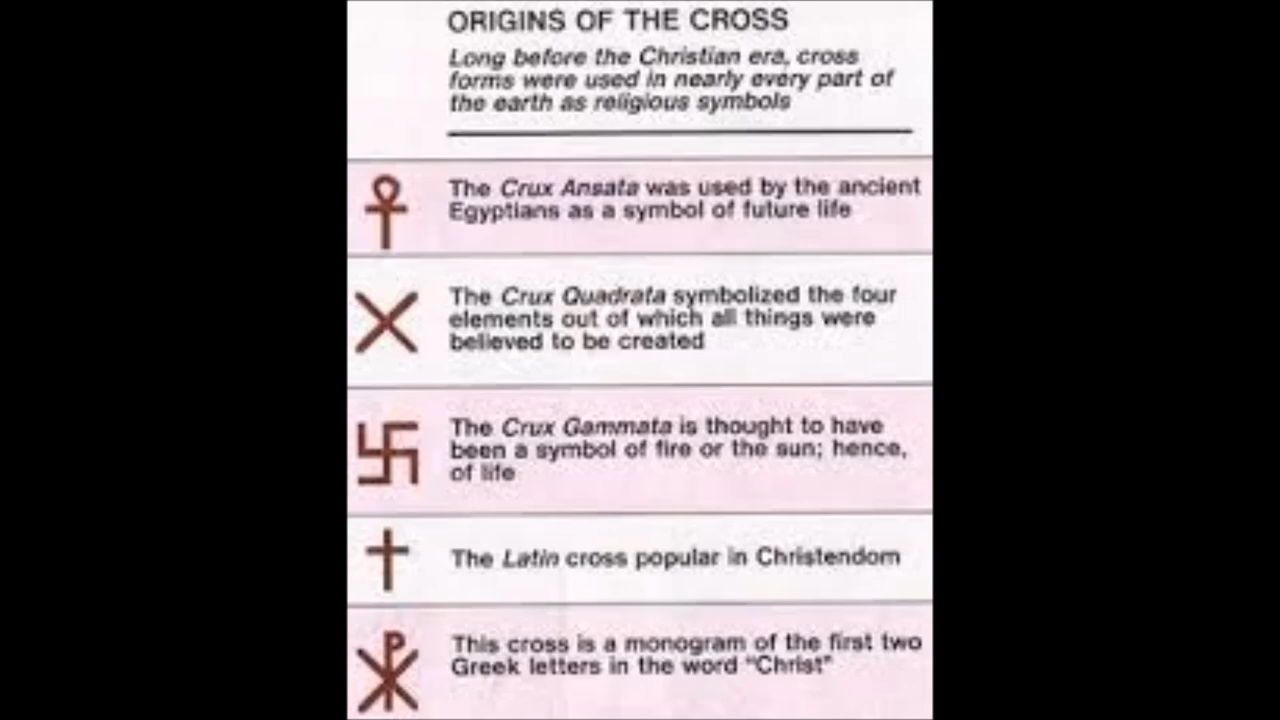 ORIGINS OF THE CROSS
Long before the Christian era, cross
forms were used in nearly every part of
the earth as religious symbols
The Crux Ansata was used by the ancient
Egyptians as a symbol of future life
The Crux Quadrata symbolized the four
elements out of which all things were
believed to be created
The Crux Gammata is thought to have
been a symbol of fire or the sun; hence,
of life
The Latin cross popular in Christendom
This cross is a monogram of the first two
Greek letters in the word "Christ"